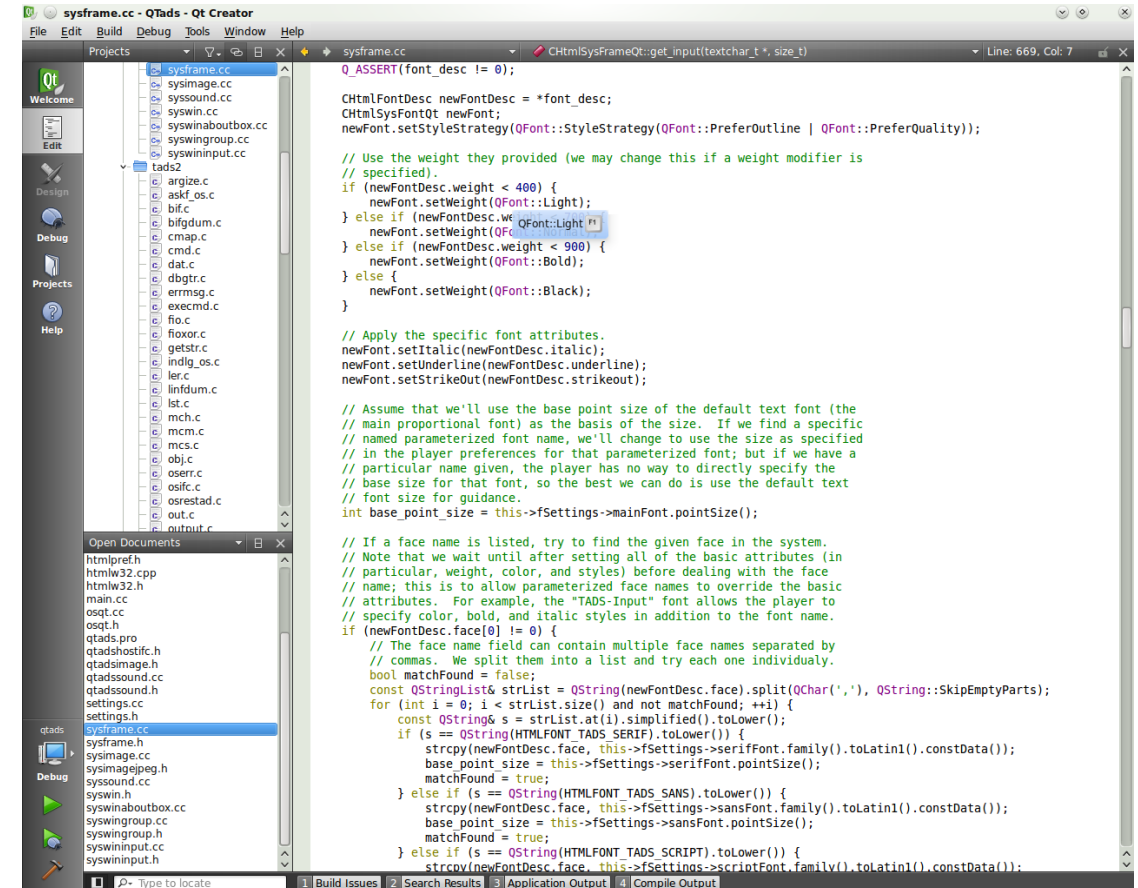 sysframe.cc - QTads - Qt Creator
File Edit Build Debug Tools Window Help
Projects
sysframe.cc
CHtmlSysFrameQt::get_input(textchar_t *, size_t)
Line: 669, Col: 7
Qt
Welcome
Edit
Design
Debug
Projects
Help
qtads
Debug
sysframe.cc
sysimage.cc
syssound.cc
syswin.cc
syswinaboutbox.cc
syswingroup.cc
syswininput.cc
tads2
argize.c
askf_os.c
bif.c
bifgdum.c
cmap.c
cmd.c
dat.c
dbgtr.c
errmsg.c
execmd.c
fio.c
fioxor.c
getstr.c
indlg_os.c
ler.c
linfdum.c
lst.c
mch.c
mcm.c
mcs.c
obj.c
oserr.c
osifc.c
osrestad.c
out.c
output.c
Open Documents
htmlpref.h
htmlw32.cpp
htmlw32.h
main.cc
osqt.cc
osqt.h
qtads.pro
qtadshostifc.h
qtadsimage.h
qtadssound.cc
qtadssound.h
settings.cc
settings.h
sysframe.cc
sysframe.h
sysimage.cc
sysimagejpeg.h
syssound.cc
syswin.h
syswinaboutbox.cc
syswingroup.cc
syswingroup.h
syswininput.cc
syswininput.h
Q_ASSERT(font_desc != 0);
CHtmlFontDesc newFontDesc = *font_desc;
CHtmlSysFontQt newFont;
newFont.setStyleStrategy(QFont::StyleStrategy(QFont::PreferOutline | QFont::PreferQuality));
// Use the weight they provided (we may change this if a weight modifier is
// specified).
if (newFontDesc.weight < 400) {
newFont.setWeight(QFont::Light);
} else if (newFontDesc.weight
QFont::Light F1
newFont.setWeight(QFont::Normal);
} else if (newFontDesc.weight < 900) {
newFont.setWeight(QFont::Bold);
} else {
newFont.setWeight(QFont::Black);
}
// Apply the specific font attributes.
newFont.setItalic(newFontDesc.italic);
newFont.setUnderline(newFontDesc.underline);
newFont.setStrikeOut(newFontDesc.strikeout);
// Assume that we'll use the base point size of the default text font (the
// main proportional font) as the basis of the size.  If we find a specific
// named parameterized font name, we'll change to use the size as specified
// in the player preferences for that parameterized font; but if we have a
// particular name given, the player has no way to directly specify the
// base size for that font, so the best we can do is use the default text
// font size for guidance.
int base_point_size = this->fSettings->mainFont.pointSize();
// If a face name is listed, try to find the given face in the system.
// Note that we wait until after setting all of the basic attributes (in
// particular, weight, color, and styles) before dealing with the face
// name; this is to allow parameterized face names to override the basic
// attributes.  For example, the "TADS-Input" font allows the player to
// specify color, bold, and italic styles in addition to the font name.
if (newFontDesc.face[0] != 0) {
// The face name field can contain multiple face names separated by
// commas.  We split them into a list and try each one individualy.
bool matchFound = false;
const QStringList& strList = QString(newFontDesc.face).split(QChar(','), QString::SkipEmptyParts);
for (int i = 0; i < strList.size() and not matchFound; ++i) {
const QString& s = strList.at(i).simplified().toLower();
if (s == QString(HTMLFONT_TADS_SERIF).toLower()) {
strcpy(newFontDesc.face, this->fSettings->serifFont.family().toLatin1().constData());
base_point_size = this->fSettings->serifFont.pointSize();
matchFound = true;
} else if (s == QString(HTMLFONT_TADS_SANS).toLower()) {
strcpy(newFontDesc.face, this->fSettings->sansFont.family().toLatin1().constData());
base_point_size = this->fSettings->sansFont.pointSize();
matchFound = true;
} else if (s == QString(HTMLFONT_TADS_SCRIPT).toLower()) {
strcpy(newFontDesc.face, this->fSettings->scriptFont.family().toLatin1().constData());
Type to locate
1 Build Issues 2 Search Results 3 Application Output 4 Compile Output